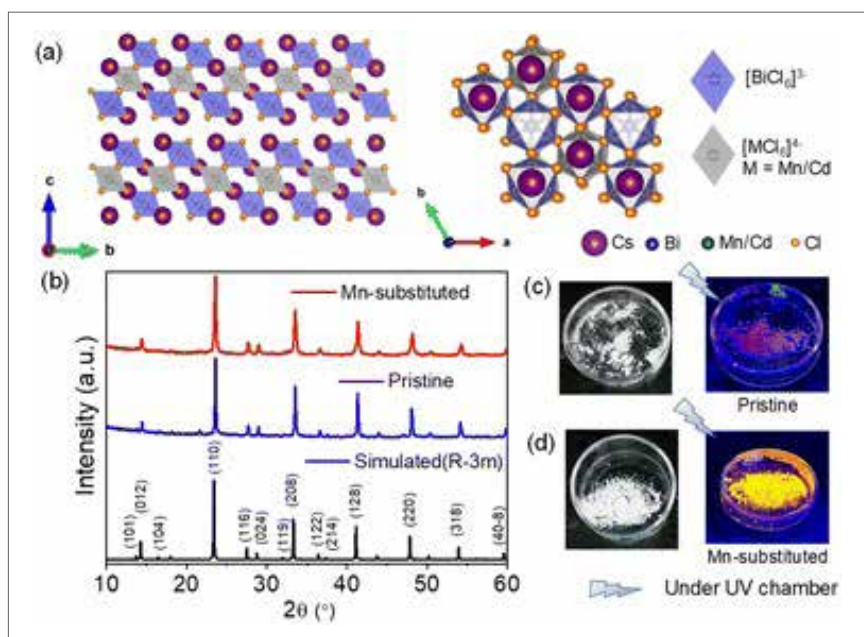 (a)
[BiCl6]3-
[MCl6]4-
M = Mn/Cd
c
b
b
a
Cs Bi Mn/Cd Cl
(b)
Mn-substituted
Pristine
Simulated(R-3m)
Intensity (a.u.)
(101)
(012)
(104)
(110)
(116)
(024)
(119)
(208)
(122)
(214)
(128)
(220)
(318)
(40-8)
10 20 30 40 50 60
2θ (°)
(c)
Pristine
(d)
Mn-substituted
Under UV chamber